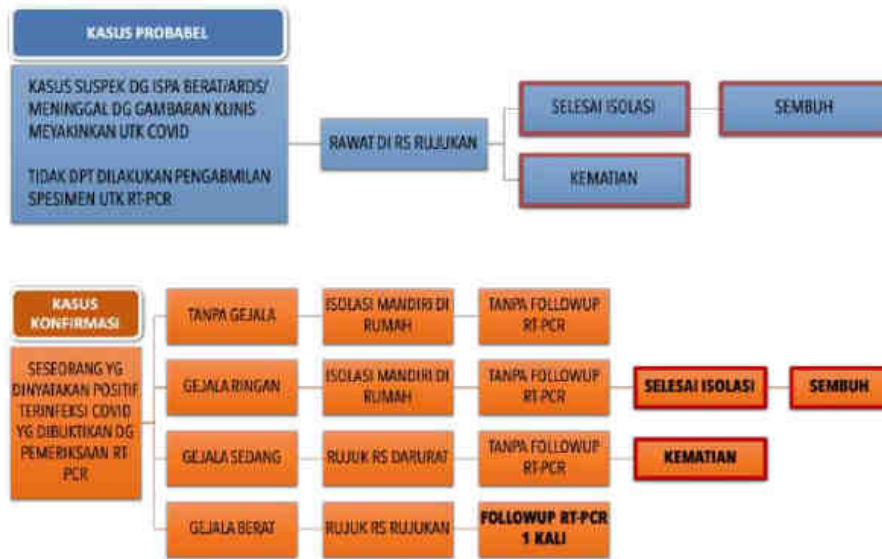 KASUS PROBABEL
KASUS SUSPEK DG ISPA BERAT/ARDS/
MENINGGAL DG GAMBARAN KLINIS
MEYAKINKAN UTK COVID
TIDAK DPT DILAKUKAN PENGABMILAN
SPESIMEN UTK RT-PCR
RAWAT DI RS RUJUKAN
SELESAI ISOLASI
SEMBUH
KEMATIAN
KASUS
KONFIRMASI
SESEORANG YG
DINYATAKAN POSITIF
TERINFEKSI COVID
YG DIBUKTIKAN DG
PEMERIKSAAN RT
PCR
TANPA GEJALA
ISOLASI MANDIRI DI
RUMAH
TANPA FOLLOWUP
RT-PCR
GEJALA RINGAN
ISOLASI MANDIRI DI
RUMAH
TANPA FOLLOWUP
RT-PCR
SELESAI ISOLASI
SEMBUH
GEJALA SEDANG
RUJUK RS DARURAT
TANPA FOLLOWUP
RT-PCR
KEMATIAN
GEJALA BERAT
RUJUK RS RUJUKAN
FOLLOWUP RT-PCR
1 KALI